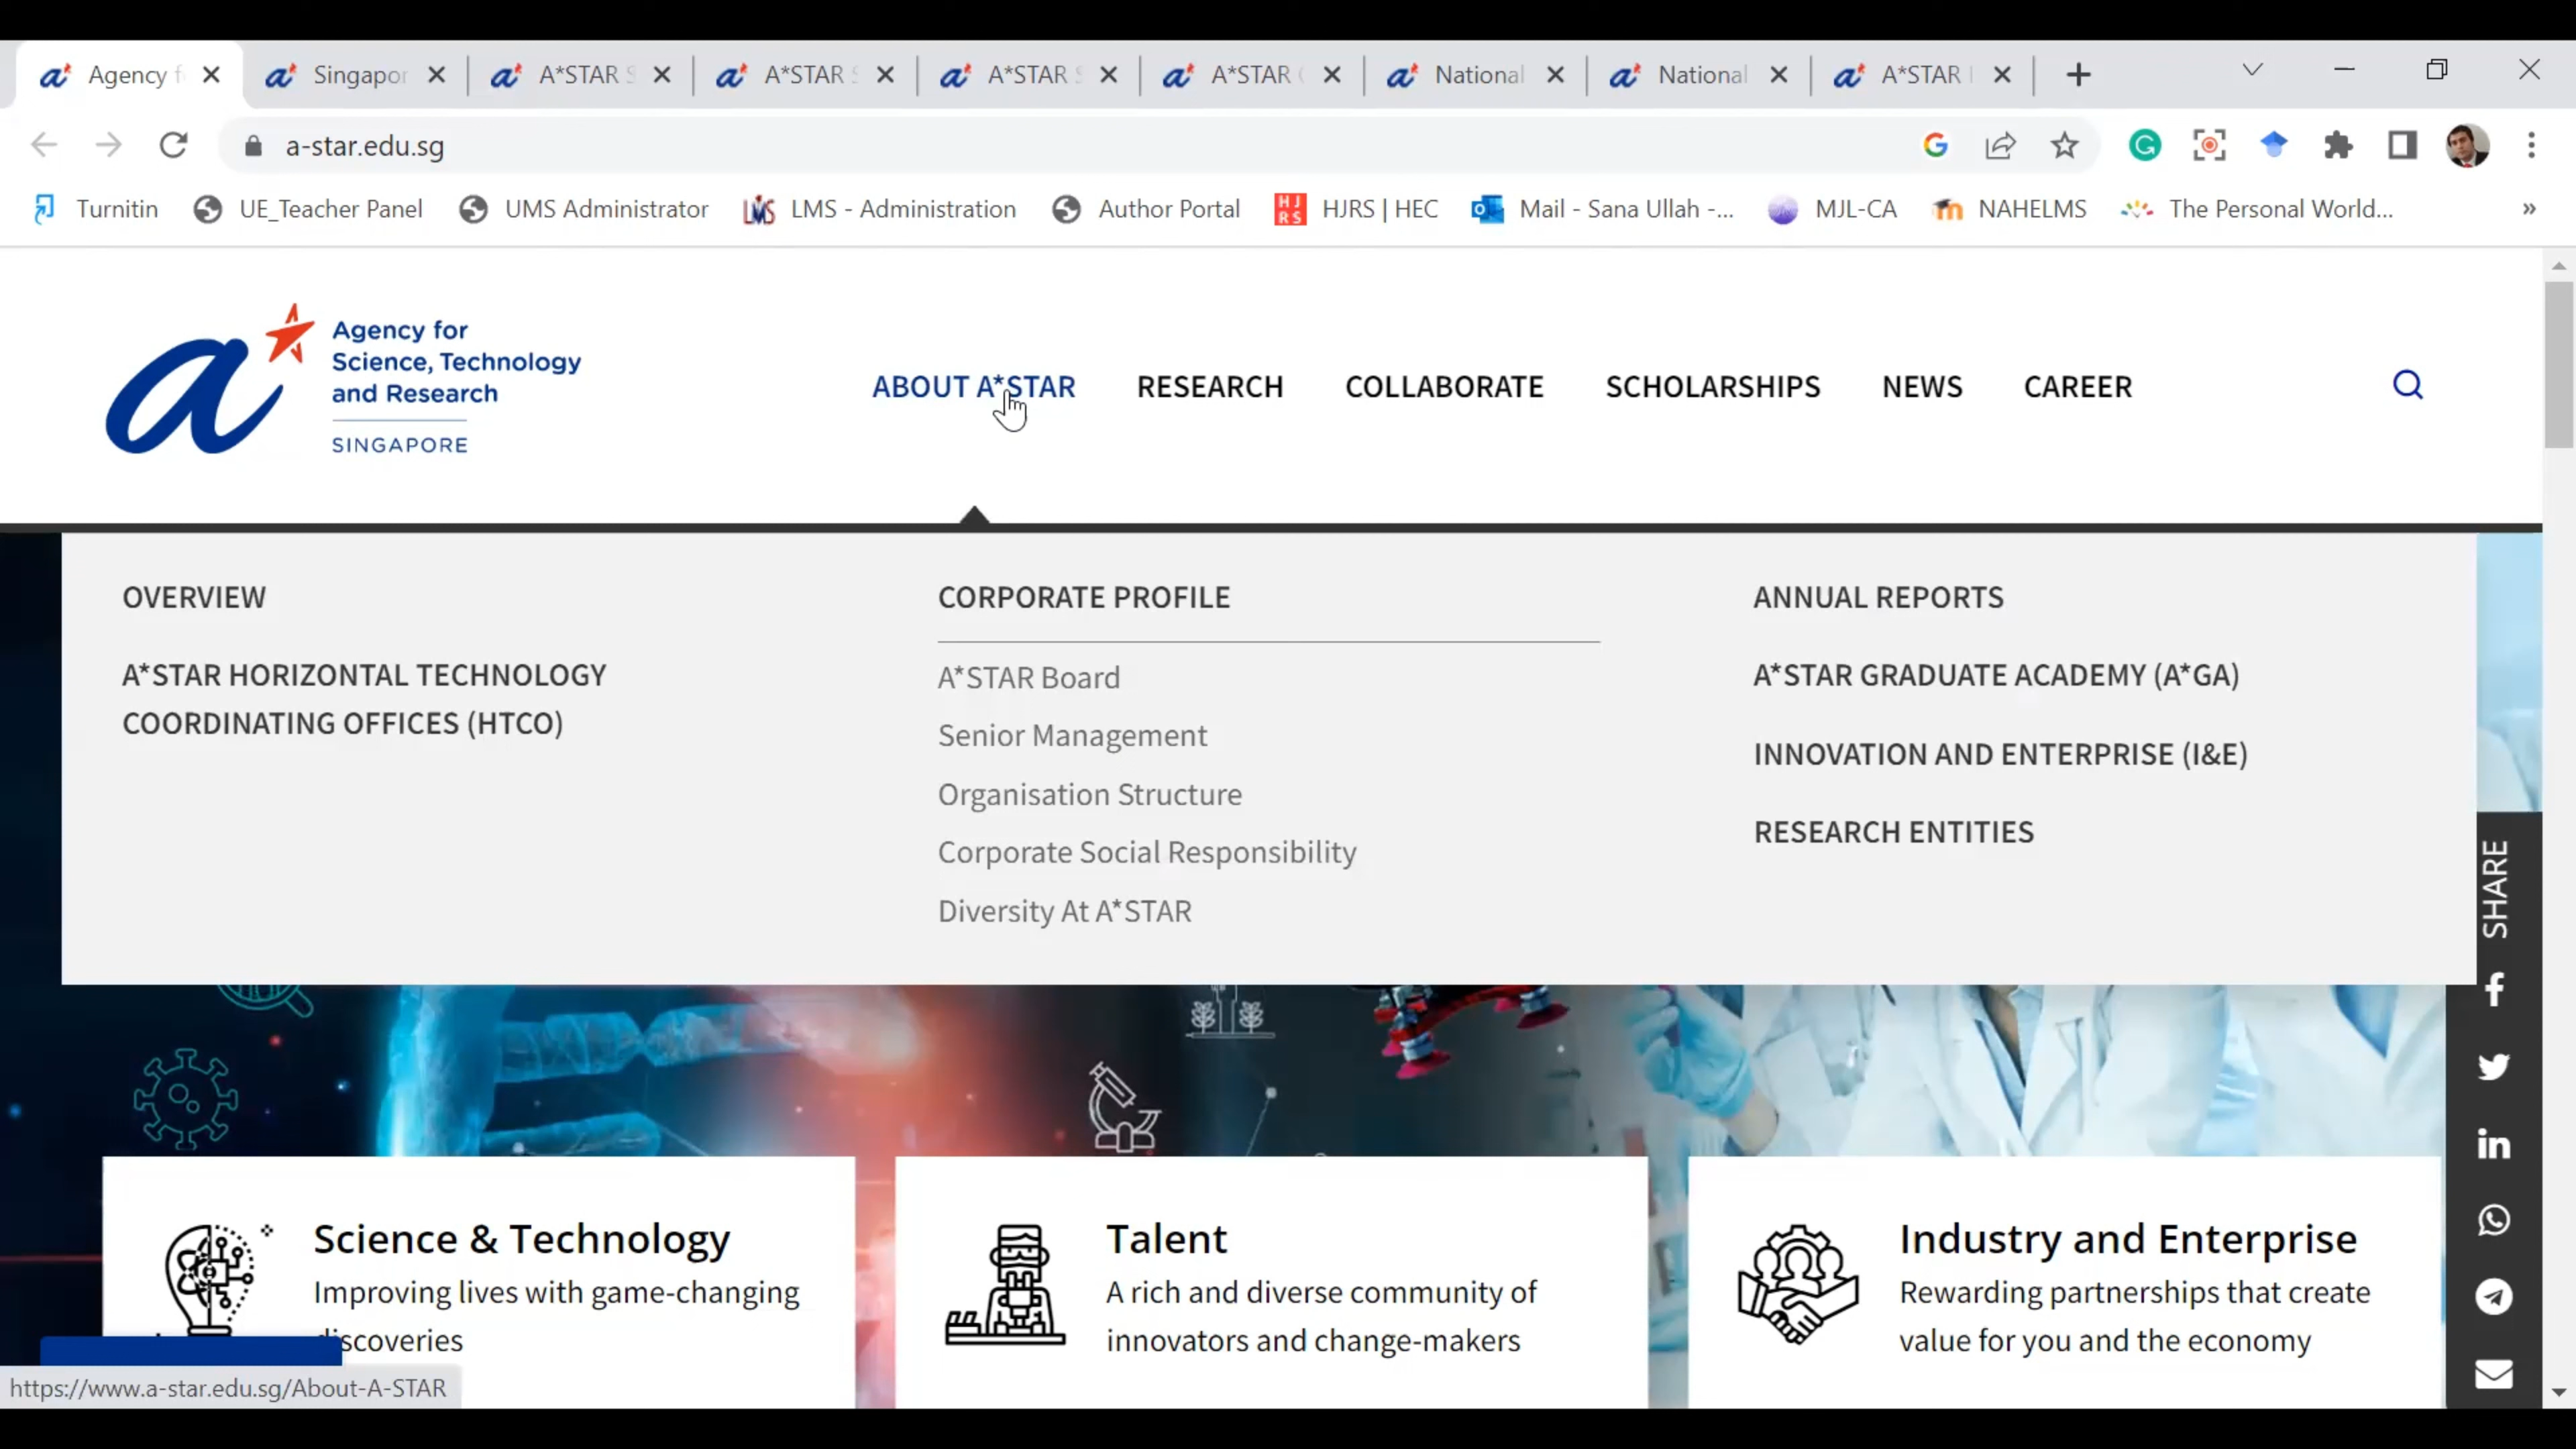 Agency f
Singapor
A*STAR S
A*STAR S
A*STAR S
A*STAR
National
National
A*STAR
a-star.edu.sg
Turnitin
UE_Teacher Panel
UMS Administrator
LMS - Administration
Author Portal
HJRS | HEC
Mail - Sana Ullah -...
MJL-CA
NAHELMS
The Personal World...
»
Agency for
Science, Technology
and Research
SINGAPORE
ABOUT A*STAR
RESEARCH
COLLABORATE
SCHOLARSHIPS
NEWS
CAREER
OVERVIEW
A*STAR HORIZONTAL TECHNOLOGY
COORDINATING OFFICES (HTCO)
CORPORATE PROFILE
A*STAR Board
Senior Management
Organisation Structure
Corporate Social Responsibility
Diversity At A*STAR
ANNUAL REPORTS
A*STAR GRADUATE ACADEMY (A*GA)
INNOVATION AND ENTERPRISE (I&E)
RESEARCH ENTITIES
SHARE
Science & Technology
Improving lives with game-changing
discoveries
Talent
A rich and diverse community of
innovators and change-makers
Industry and Enterprise
Rewarding partnerships that create
value for you and the economy
https://www.a-star.edu.sg/About-A-STAR